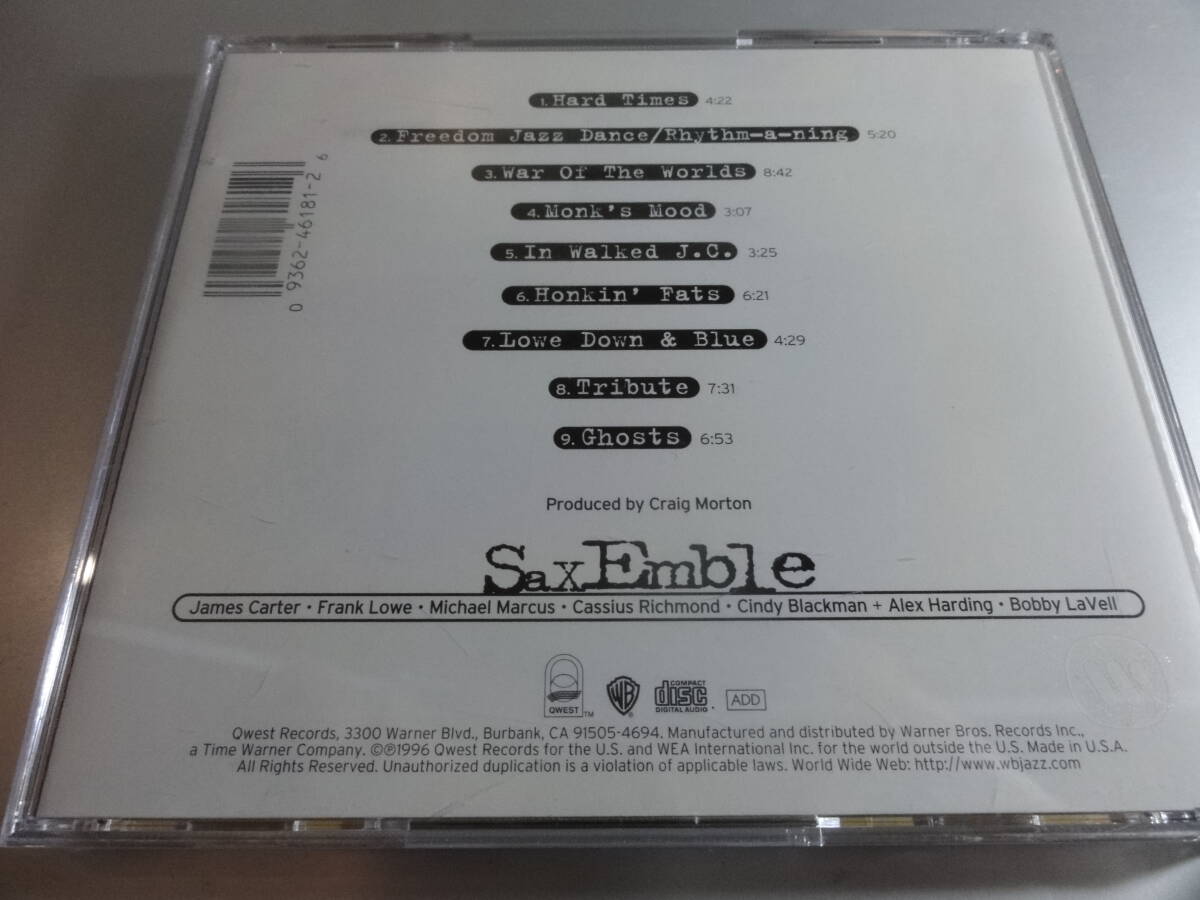 1. Hard Times 4:22
2. Freedom Jazz Dance/Rhythm-a-ning 5:20
3. War Of The Worlds 8:42
4. Monk's Mood 3:07
5. In Walked J.C. 3:25
6. Honkin' Fats 6:21
7. Lowe Down & Blue 4:29
8. Tribute 7:31
9. Ghosts 6:53
0 9362-46181-2 6
Produced by Craig Morton
SaxEmble
James Carter • Frank Lowe • Michael Marcus • Cassius Richmond • Cindy Blackman + Alex Harding • Bobby LaVell
QWEST TM
WB ®
COMPACT
disc
DIGITAL AUDIO
ADD
Qwest Records, 3300 Warner Blvd., Burbank, CA 91505-4694. Manufactured and distributed by Warner Bros. Records Inc.,
a Time Warner Company. ©℗1996 Qwest Records for the U.S. and WEA International Inc. for the world outside the U.S. Made in U.S.A.
All Rights Reserved. Unauthorized duplication is a violation of applicable laws. World Wide Web: http://www.wbjazz.com